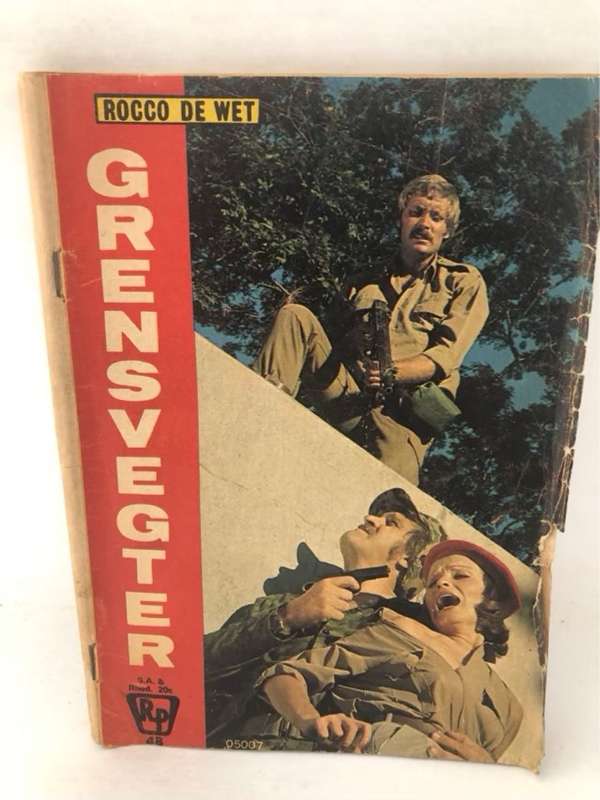 ROCCO DE WET
GRENSVEGTER
S.A. &
Rhod. 20c
RP
48
05007